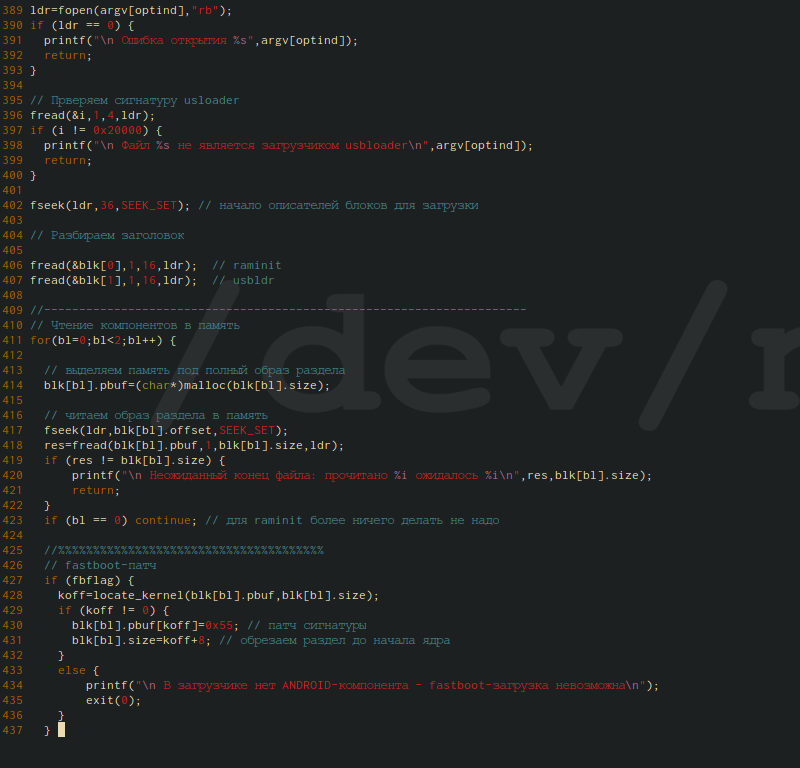 389 ldr=fopen(argv[optind],"rb");
390 if (ldr == 0) {
391   printf("\n Ошибка открытия %s",argv[optind]);
392   return;
393 }
394
395 // Прверяем сигнатуру usloader
396 fread(&i,1,4,ldr);
397 if (i != 0x20000) {
398   printf("\n Файл %s не является загрузчиком usbloader\n",argv[optind]);
399   return;
400 }
401
402 fseek(ldr,36,SEEK_SET); // начало описателей блоков для загрузки
403
404 // Разбираем заголовок
405
406 fread(&blk[0],1,16,ldr);  // raminit
407 fread(&blk[1],1,16,ldr);  // usbldr
408
409 //---------------------------------------------------------------------
410 // Чтение компонентов в память
411 for(bl=0;bl<2;bl++) {
412
413   // выделяем память под полный образ раздела
414   blk[bl].pbuf=(char*)malloc(blk[bl].size);
415
416   // читаем образ раздела в память
417   fseek(ldr,blk[bl].offset,SEEK_SET);
418   res=fread(blk[bl].pbuf,1,blk[bl].size,ldr);
419   if (res != blk[bl].size) {
420       printf("\n Неожиданный конец файла: прочитано %i ожидалось %i\n",res,blk[bl].size);
421       return;
422   }
423   if (bl == 0) continue; // для raminit более ничего делать не надо
424
425   //%%%%%%%%%%%%%%%%%%%%%%%%%%%%%%%%%%%%%%
426   // fastboot-патч
427   if (fbflag) {
428     koff=locate_kernel(blk[bl].pbuf,blk[bl].size);
429     if (koff != 0) {
430       blk[bl].pbuf[koff]=0x55; // патч сигнатуры
431       blk[bl].size=koff+8; // обрезаем раздел до начала ядра
432     }
433     else {
434         printf("\n В загрузчике нет ANDROID-компонента - fastboot-загрузка невозможна\n");
435         exit(0);
436     }
437   }
/dev/